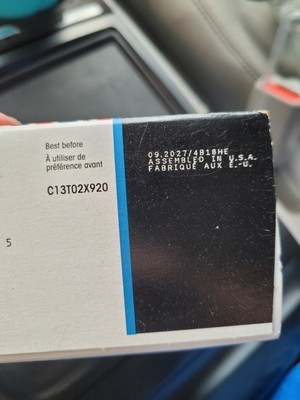 Best before
À utiliser de
préférence avant
C13T02X920
5
09.2027/4B18HE
ASSEMBLED IN U.S.A.
FABRIQUÉ AUX É.-U.